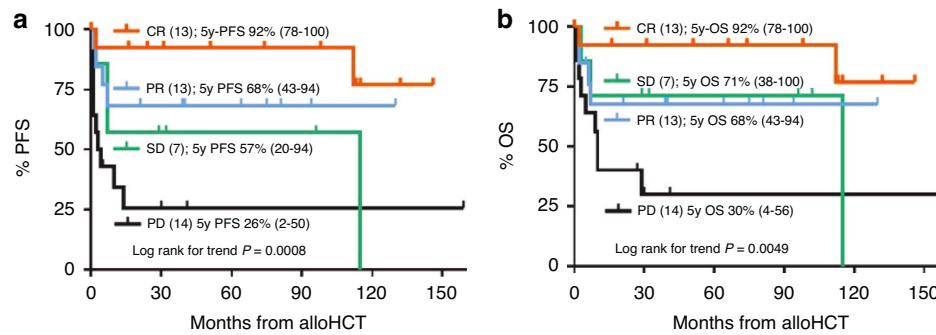 a
% PFS
100
75
50
25
0
CR (13); 5y-PFS 92% (78-100)
PR (13); 5y PFS 68% (43-94)
SD (7); 5y PFS 57% (20-94)
PD (14) 5y PFS 26% (2-50)
Log rank for trend P = 0.0008
0 30 60 90 120 150
Months from alloHCT
b
% OS
100
75
50
25
0
CR (13); 5y-OS 92% (78-100)
SD (7); 5y OS 71% (38-100)
PR (13); 5y OS 68% (43-94)
PD (14) 5y OS 30% (4-56)
Log rank for trend P = 0.0049
0 30 60 90 120 150
Months from alloHCT